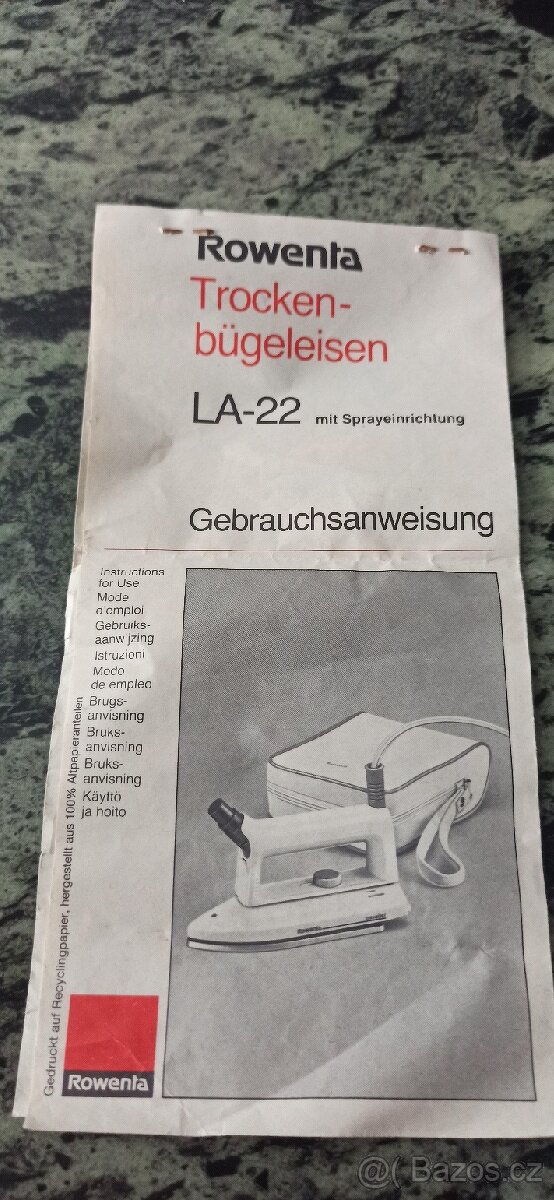 Rowenta
Trocken-
bügeleisen
LA-22 mit Sprayeinrichtung
Gebrauchsanweisung
Instructions
for Use
Mode
d'emploi
Gebruiks-
aanwijzing
Istruzioni
Modo
de empleo
Brugs-
anvisning
Bruks-
anvisning
Bruks-
anvisning
Käyttö
ja hoito
Gedruckt auf Recyclingpapier, hergestellt aus 100% Altpapieranteilen
Rowenta
@( Bazos.cz